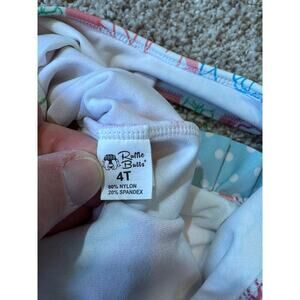 Ruffle
Butts
4T
80% NYLON
20% SPANDEX